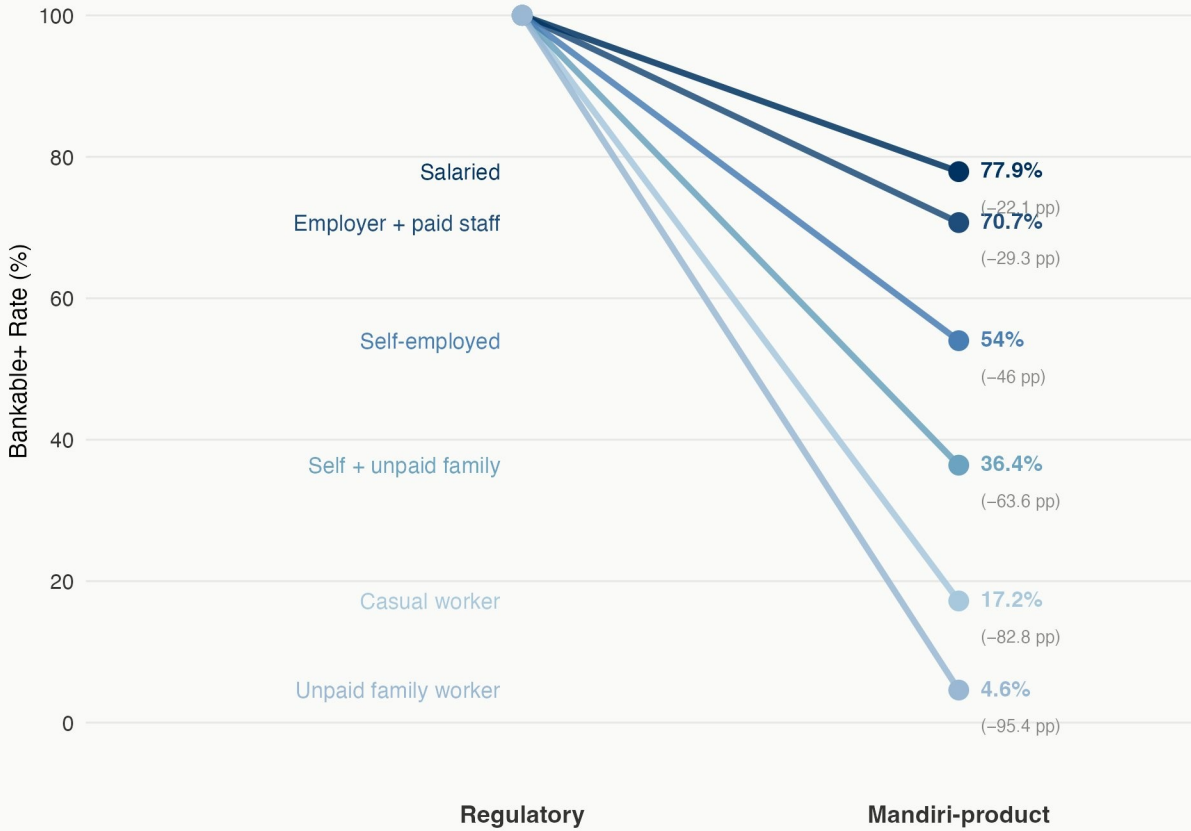 100
80
60
40
20
0
Bankable+ Rate (%)
Salaried
Employer + paid staff
Self-employed
Self + unpaid family
Casual worker
Unpaid family worker
77.9%
(−22.1 pp)
70.7%
(−29.3 pp)
54%
(−46 pp)
36.4%
(−63.6 pp)
17.2%
(−82.8 pp)
4.6%
(−95.4 pp)
Regulatory
Mandiri-product